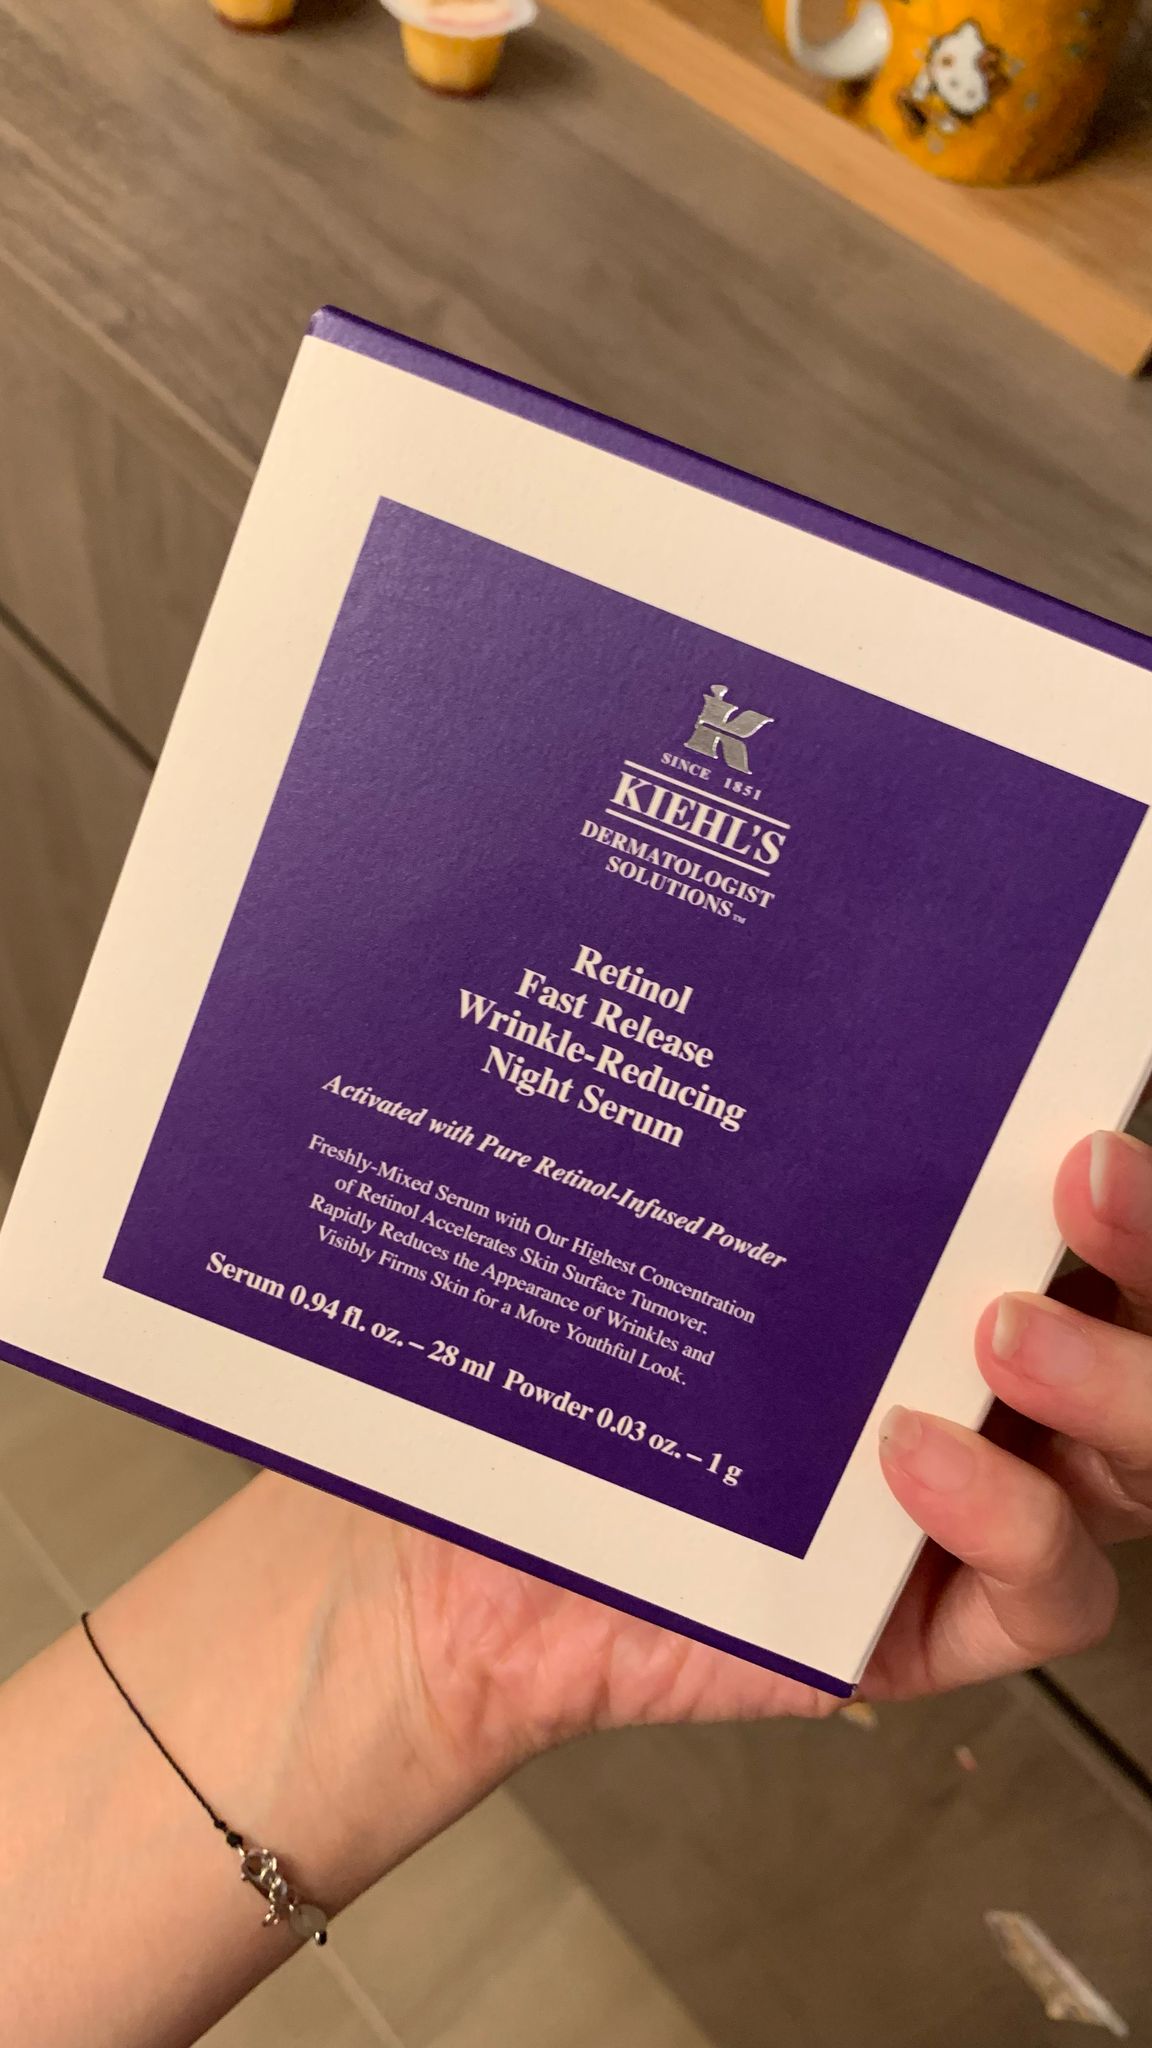 K
SINCE 1851
KIEHL'S
DERMATOLOGIST
SOLUTIONS™
Retinol
Fast Release
Wrinkle-Reducing
Night Serum
Activated with Pure Retinol-Infused Powder
Freshly-Mixed Serum with Our Highest Concentration
of Retinol Accelerates Skin Surface Turnover.
Rapidly Reduces the Appearance of Wrinkles and
Visibly Firms Skin for a More Youthful Look.
Serum 0.94 fl. oz. – 28 ml Powder 0.03 oz. – 1 g